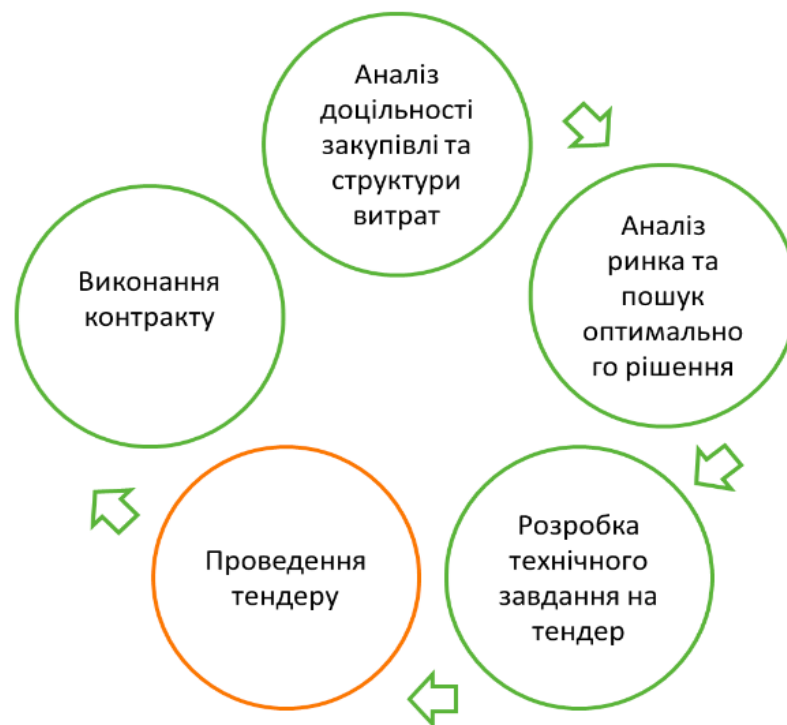 Аналіз
доцільності
закупівлі та
структури
витрат
Аналіз
ринка та
пошук
оптимально
го рішення
Розробка
технічного
завдання на
тендер
Проведення
тендеру
Виконання
контракту